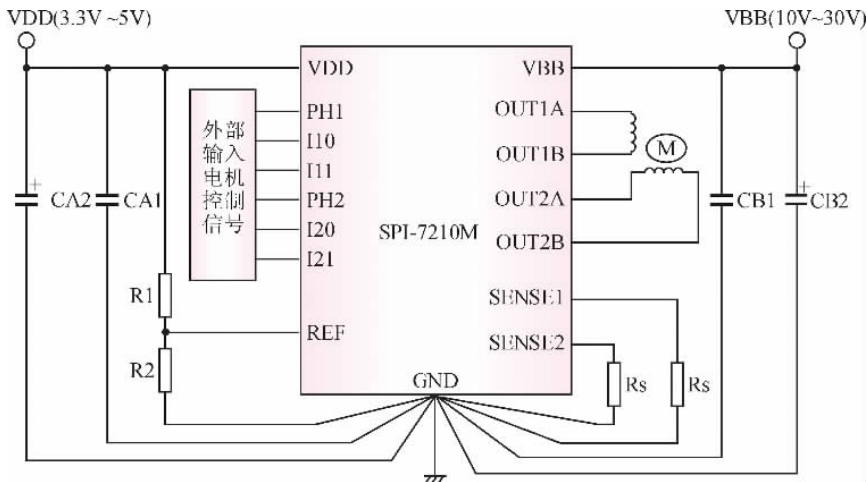 VDD(3.3V~5V)
VBB(10V~30V)
VDD
VBB
外部
输入
电机
控制
信号
PH1
I10
I11
PH2
I20
I21
OUT1A
OUT1B
OUT2A
OUT2B
M
SPI-7210M
CA2
CA1
CB1
CB2
R1
R2
REF
SENSE1
SENSE2
GND
Rs
Rs